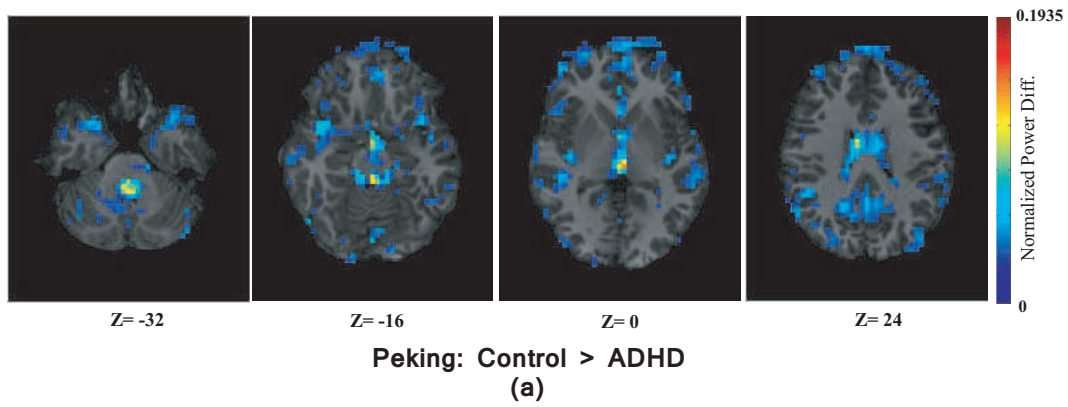 0.1935
Normalized Power Diff.
0
Z= -32
Z= -16
Z= 0
Z= 24
Peking: Control > ADHD
(a)